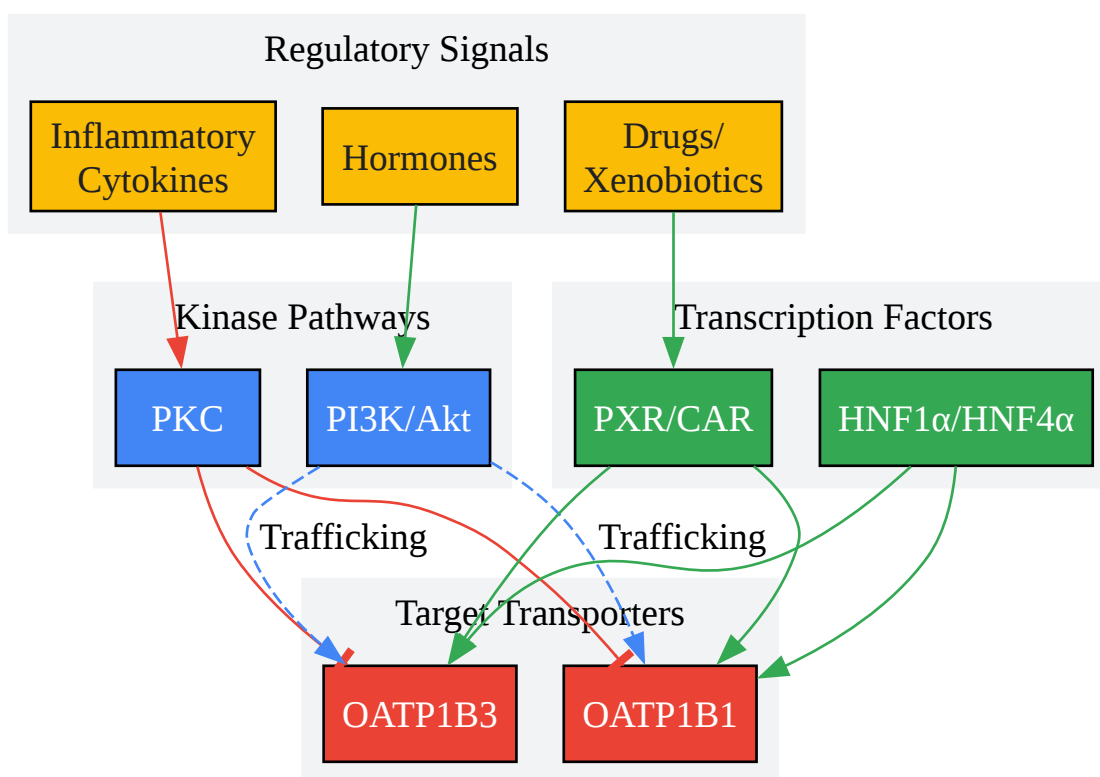 Regulatory Signals
Inflammatory
Cytokines
Hormones
Drugs/
Xenobiotics
Kinase Pathways
Transcription Factors
PKC
PI3K/Akt
PXR/CAR
HNF1α/HNF4α
Trafficking
Trafficking
Target Transporters
OATP1B3
OATP1B1